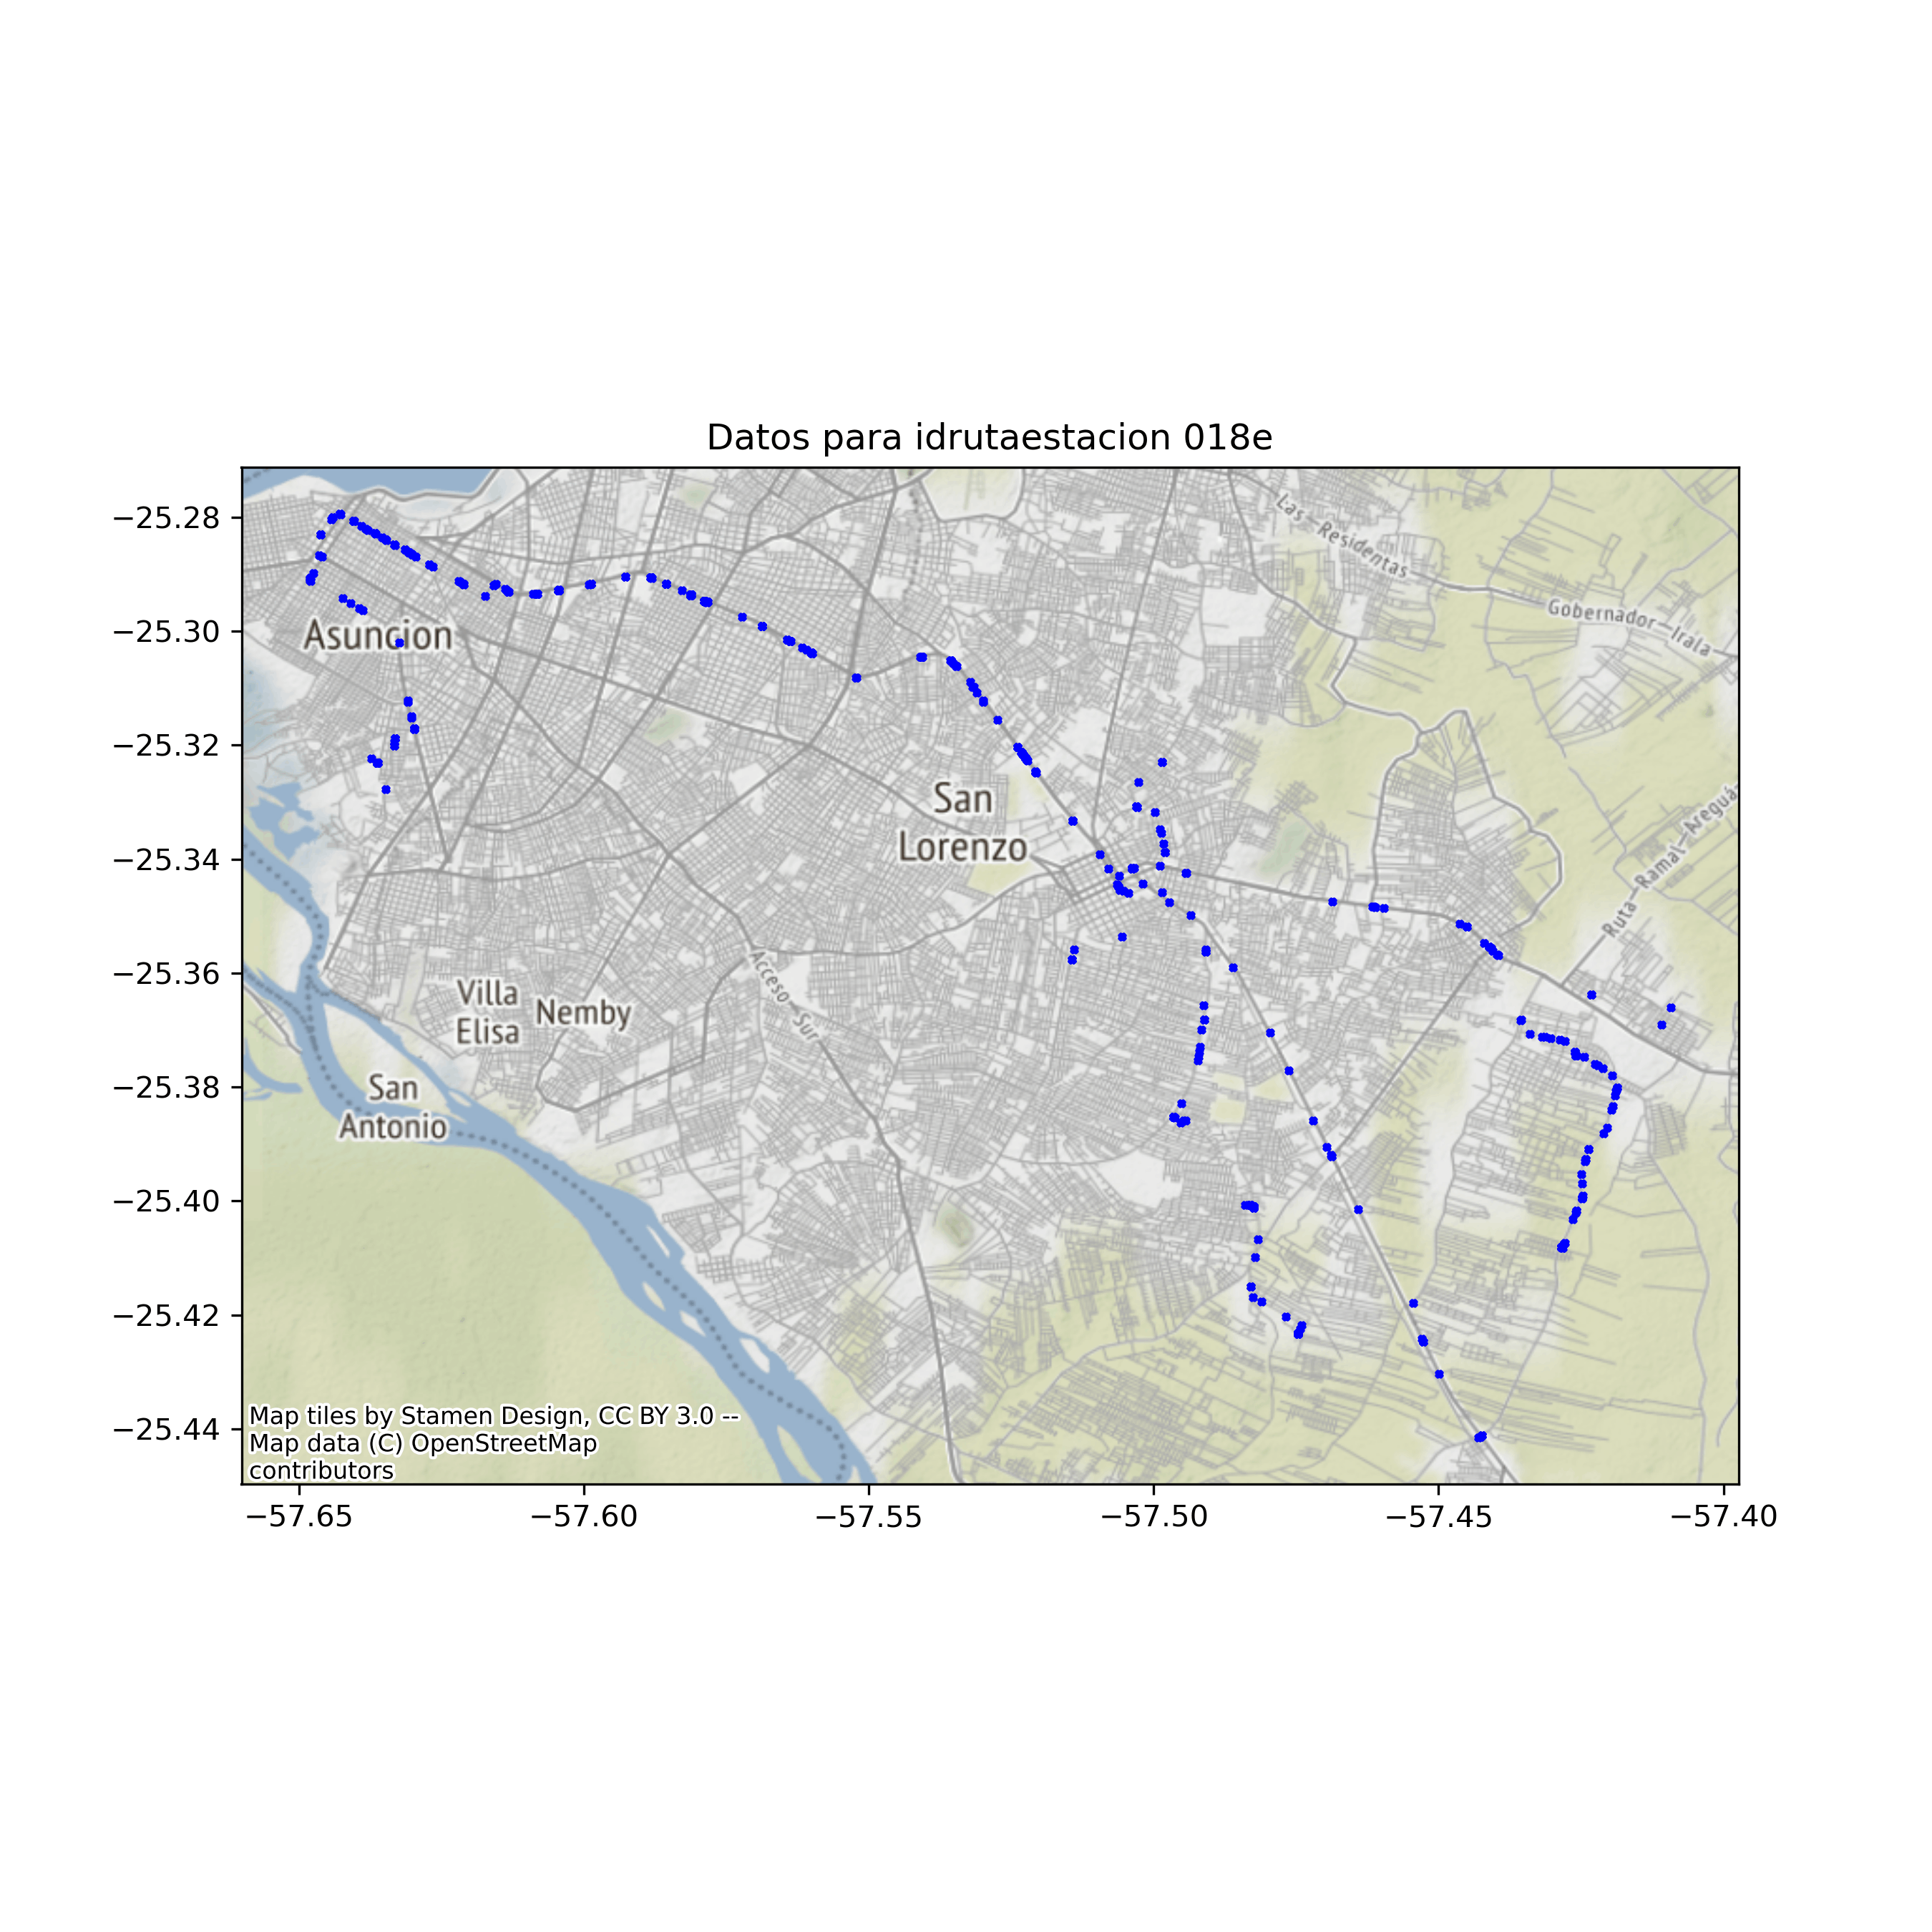 Datos para idrutaestacion 018e
−25.28
−25.30
−25.32
−25.34
−25.36
−25.38
−25.40
−25.42
−25.44
Las Residentas
Gobernador Irala
Asuncion
Ruta Ramal Areguá
San
Lorenzo
Acceso Sur
Villa
Elisa
Nemby
San
Antonio
Map tiles by Stamen Design, CC BY 3.0 --
Map data (C) OpenStreetMap
contributors
−57.65
−57.60
−57.55
−57.50
−57.45
−57.40